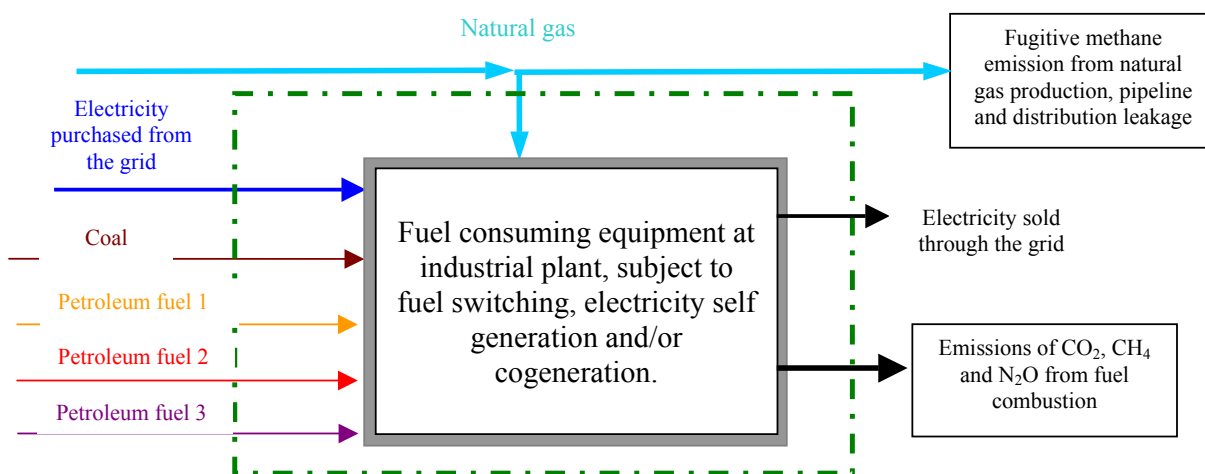 Natural gas
Fugitive methane
emission from natural
gas production, pipeline
and distribution leakage
Electricity
purchased from
the grid
Coal
Petroleum fuel 1
Petroleum fuel 2
Petroleum fuel 3
Fuel consuming equipment at
industrial plant, subject to
fuel switching, electricity self
generation and/or
cogeneration.
Electricity sold
through the grid
Emissions of CO₂, CH₄
and N₂O from fuel
combustion